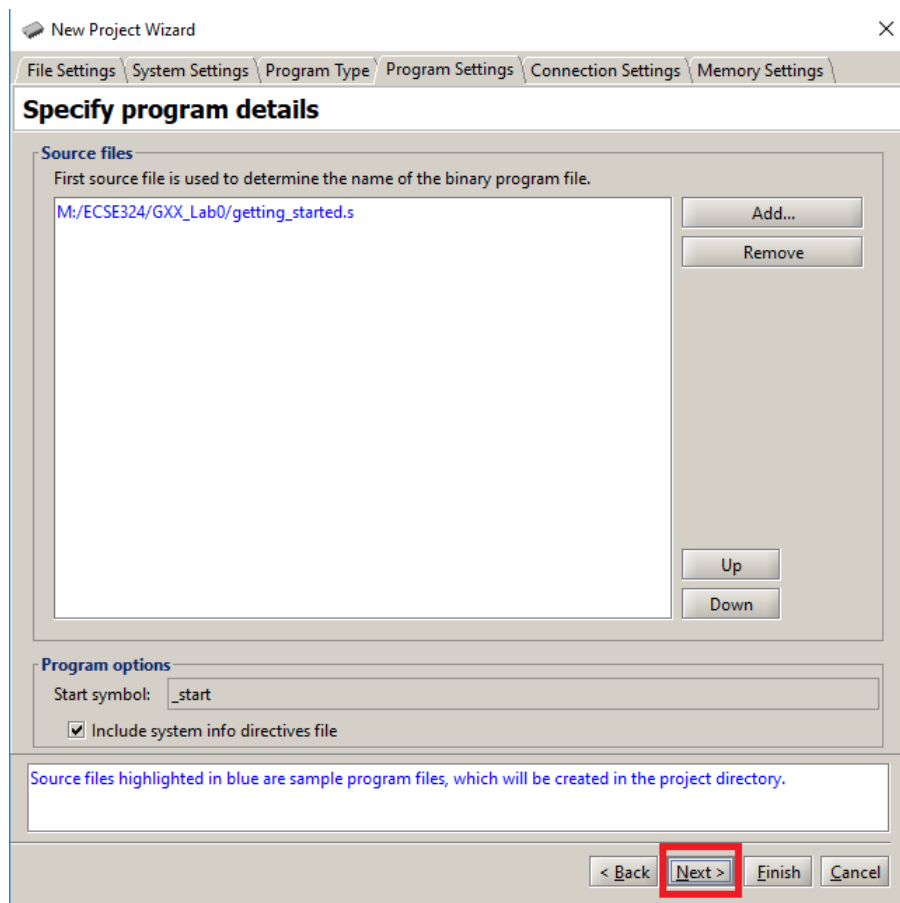 New Project Wizard
File Settings System Settings Program Type Program Settings Connection Settings Memory Settings
Specify program details
Source files
First source file is used to determine the name of the binary program file.
M:/ECSE324/GXX_Lab0/getting_started.s
Add...
Remove
Up
Down
Program options
Start symbol: _start
Include system info directives file
Source files highlighted in blue are sample program files, which will be created in the project directory.
< Back Next > Finish Cancel